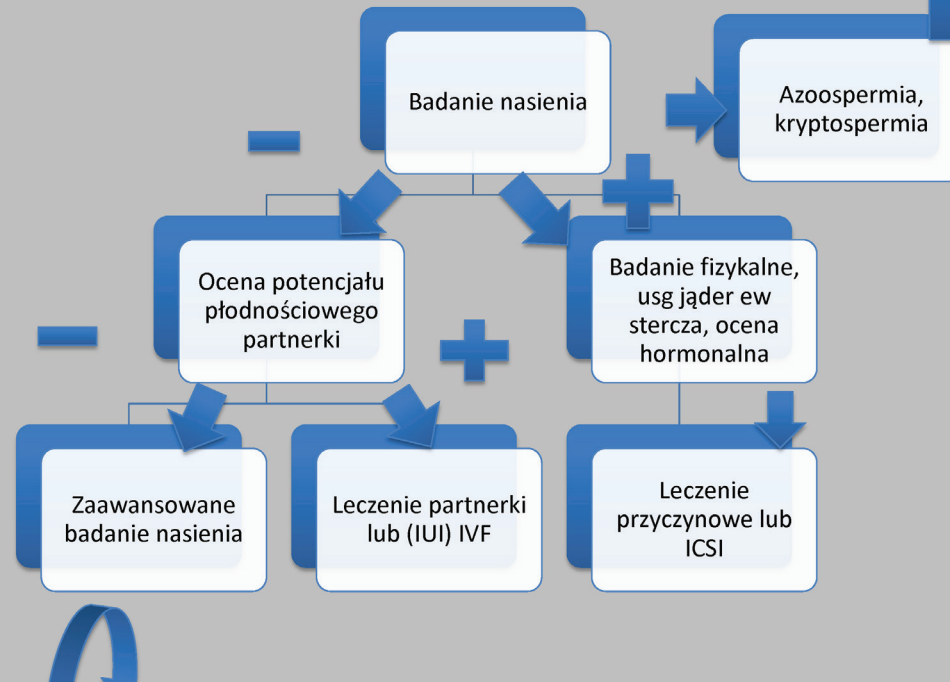 Badanie nasienia
Azoospermia,
kryptospermia
Ocena potencjału
płodnościowego
partnerki
Badanie fizykalne,
usg jąder ew
stercza, ocena
hormonalna
Zaawansowane
badanie nasienia
Leczenie partnerki
lub (IUI) IVF
Leczenie
przyczynowe lub
ICSI